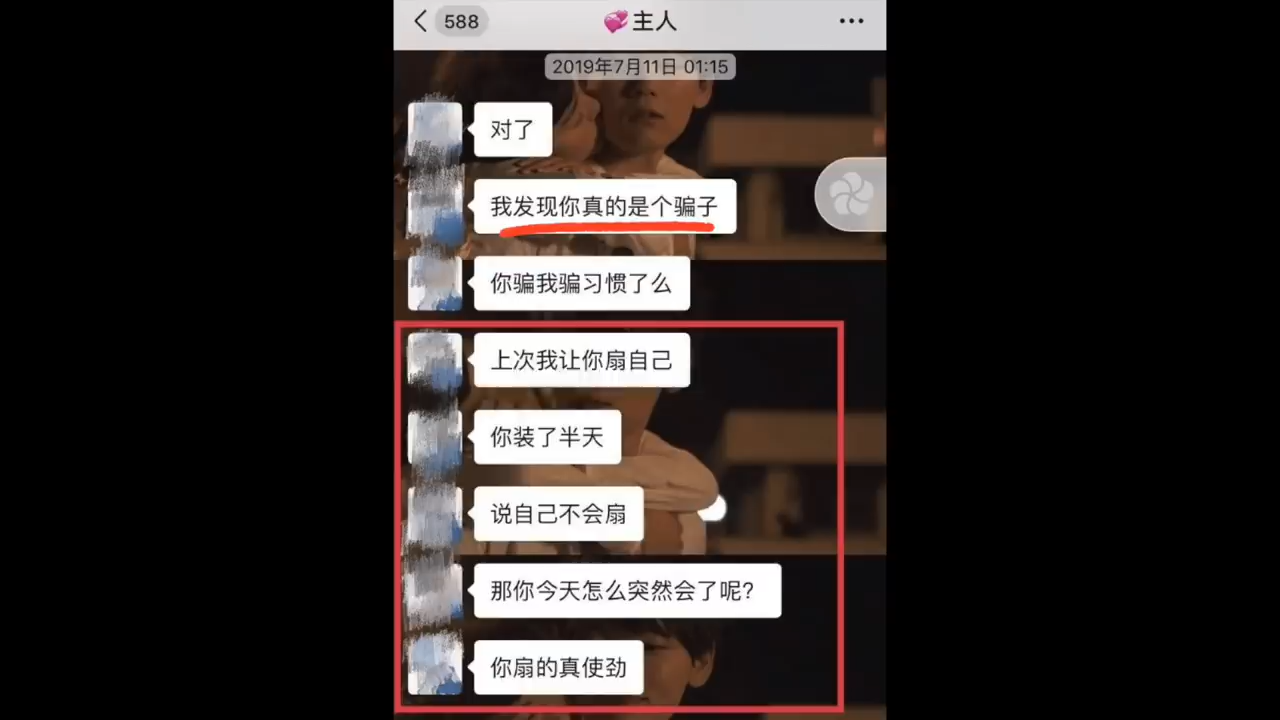 588
💞主人
2019年7月11日 01:15
对了
我发现你真的是个骗子
你骗我骗习惯了么
上次我让你扇自己
你装了半天
说自己不会扇
那你今天怎么突然会了呢?
你扇的真使劲